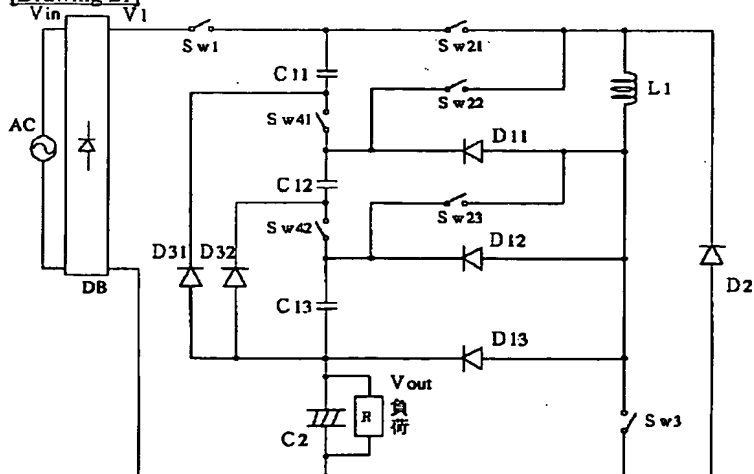 [Drawing 21]
Vin
V1
Sw1
Sw21
C11
Sw22
L1
AC
Sw41
D11
C12
Sw23
Sw42
D31
D32
D12
DB
D2
C13
D13
Vout
負
荷
R
C2
Sw3